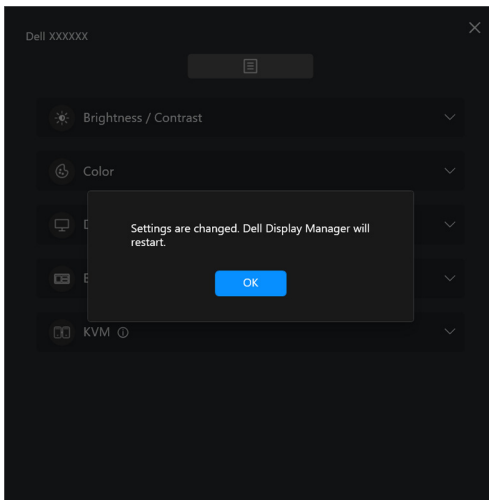 Dell XXXXXX
Brightness / Contrast
Color
D
Settings are changed. Dell Display Manager will
restart.
E
OK
KVM